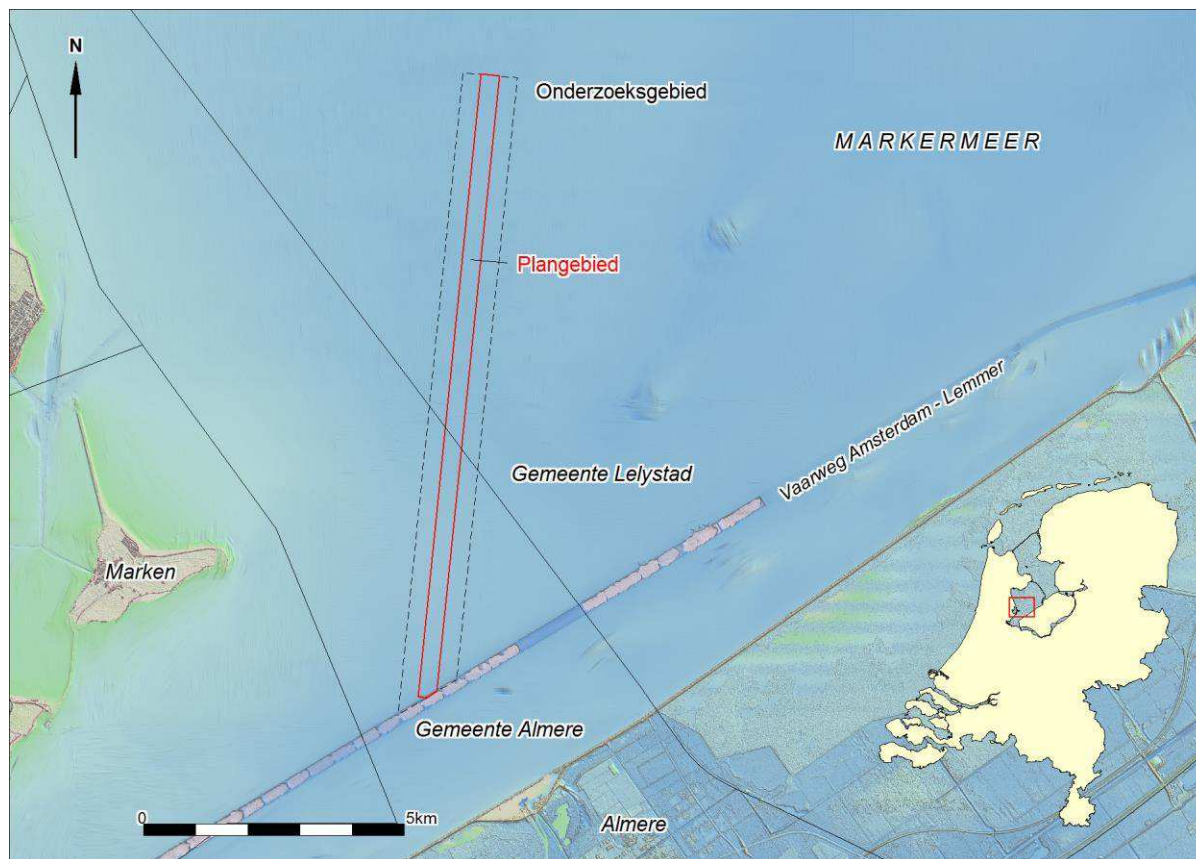 N
Onderzoeksgebied
MARKERMEER
Plangebied
Vaarweg Amsterdam - Lemmer
Gemeente Lelystad
Marken
Gemeente Almere
0
5km
Almere